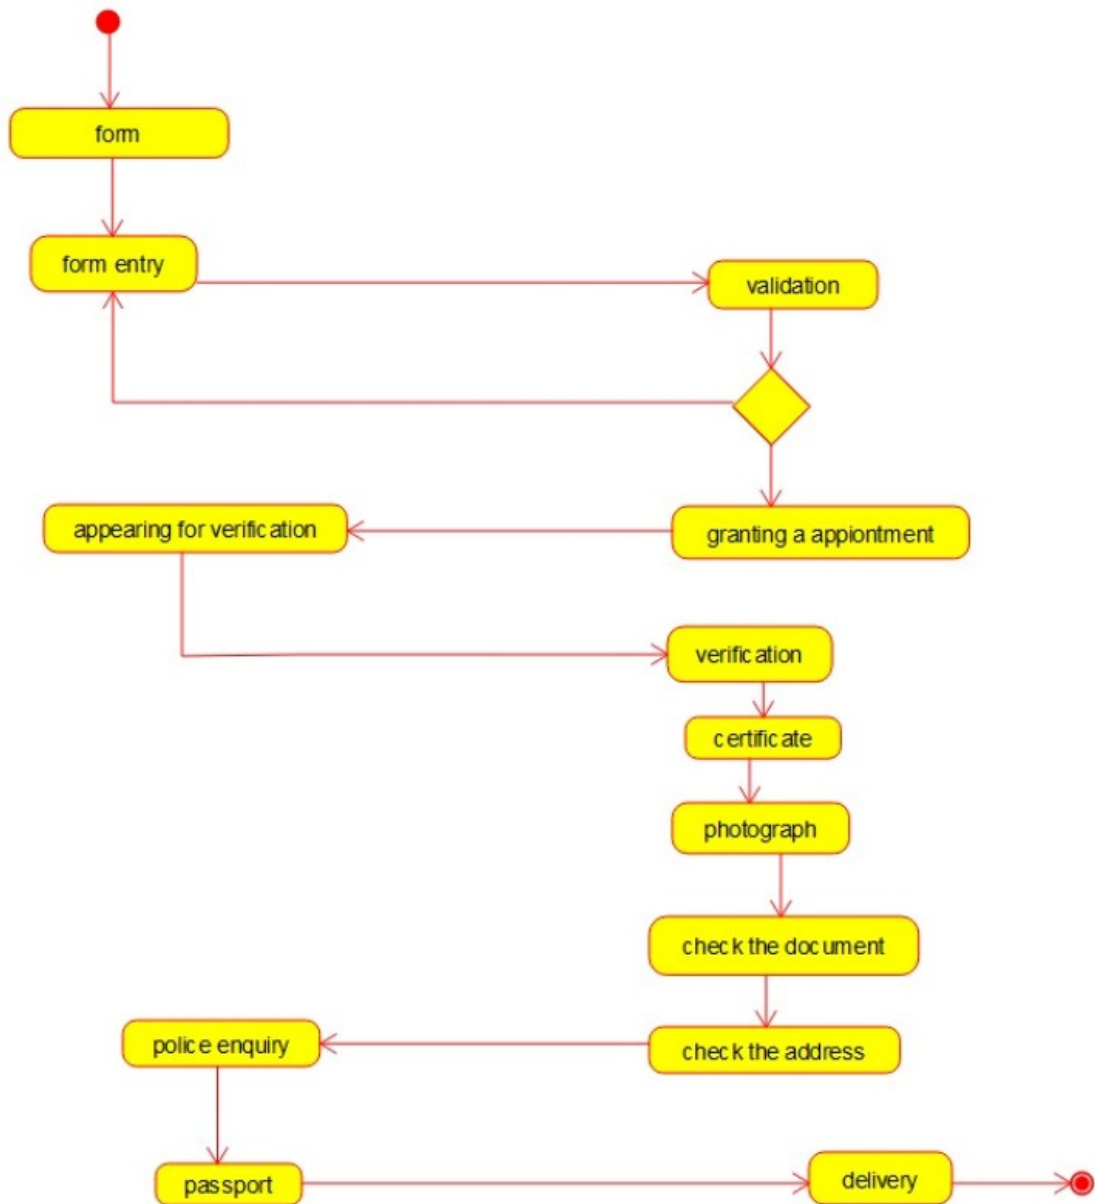 form
form entry
validation
appearing for verification
granting a appiontment
verification
certificate
photograph
check the document
police enquiry
check the address
passport
delivery